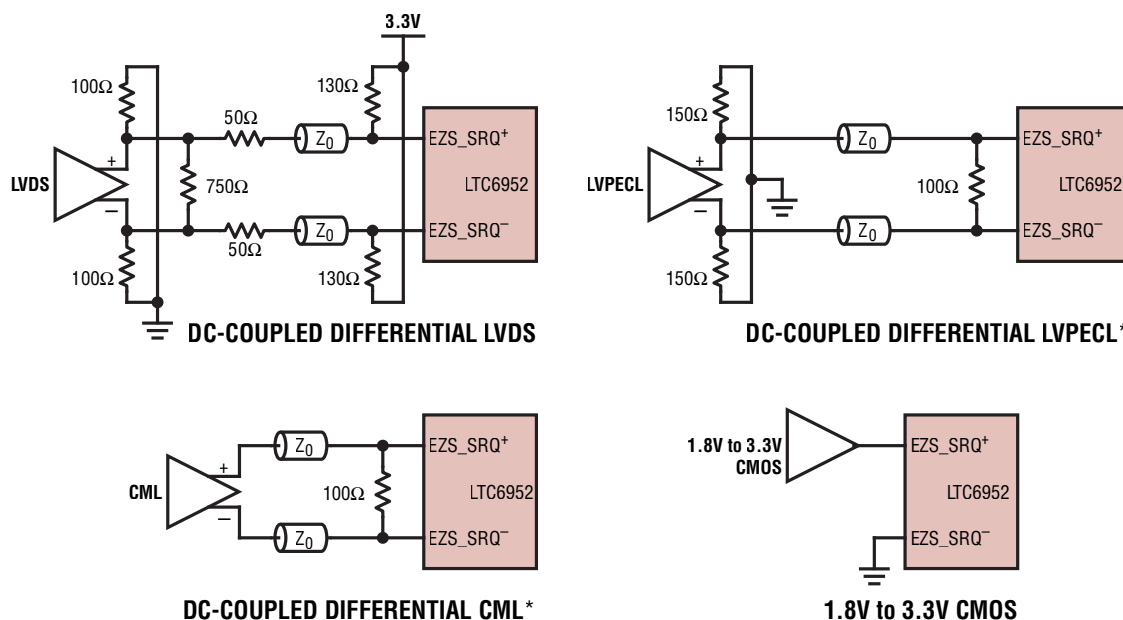 3.3V
100Ω
130Ω
50Ω
Z0
EZS_SRQ+
+
LVDS
750Ω
LTC6952
−
Z0
EZS_SRQ−
50Ω
100Ω
130Ω
DC-COUPLED DIFFERENTIAL LVDS
150Ω
Z0
EZS_SRQ+
+
LVPECL
100Ω
LTC6952
−
Z0
EZS_SRQ−
150Ω
DC-COUPLED DIFFERENTIAL LVPECL*
Z0
EZS_SRQ+
+
CML
100Ω
LTC6952
−
Z0
EZS_SRQ−
DC-COUPLED DIFFERENTIAL CML*
1.8V to 3.3V
CMOS
EZS_SRQ+
LTC6952
EZS_SRQ−
1.8V to 3.3V CMOS